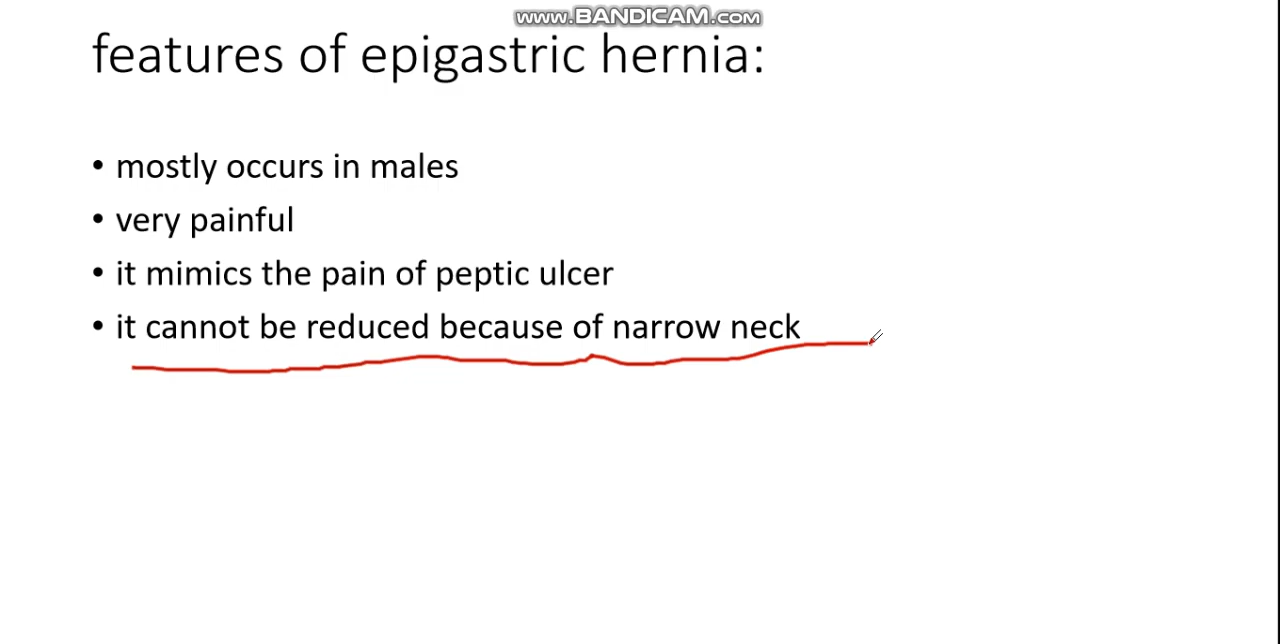 www.BANDICAM.com
features of epigastric hernia:
• mostly occurs in males
• very painful
• it mimics the pain of peptic ulcer
• it cannot be reduced because of narrow neck